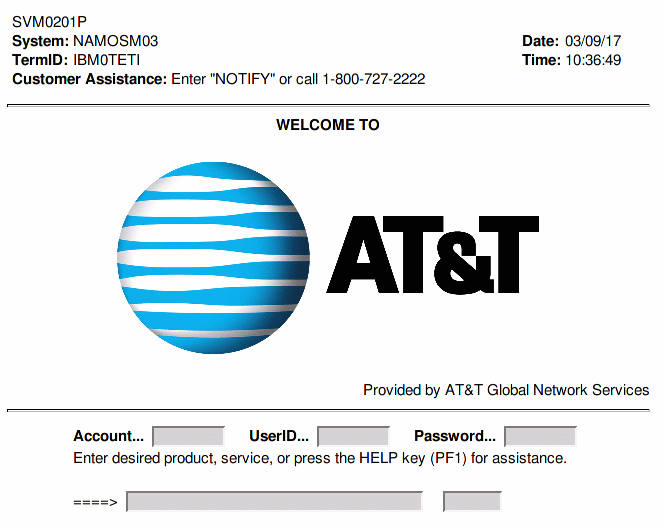 SVM0201P
System: NAMOSM03
Date: 03/09/17
TermID: IBM0TETI
Time: 10:36:49
Customer Assistance: Enter "NOTIFY" or call 1-800-727-2222
WELCOME TO
AT&T
Provided by AT&T Global Network Services
Account... UserID... Password...
Enter desired product, service, or press the HELP key (PF1) for assistance.
====>